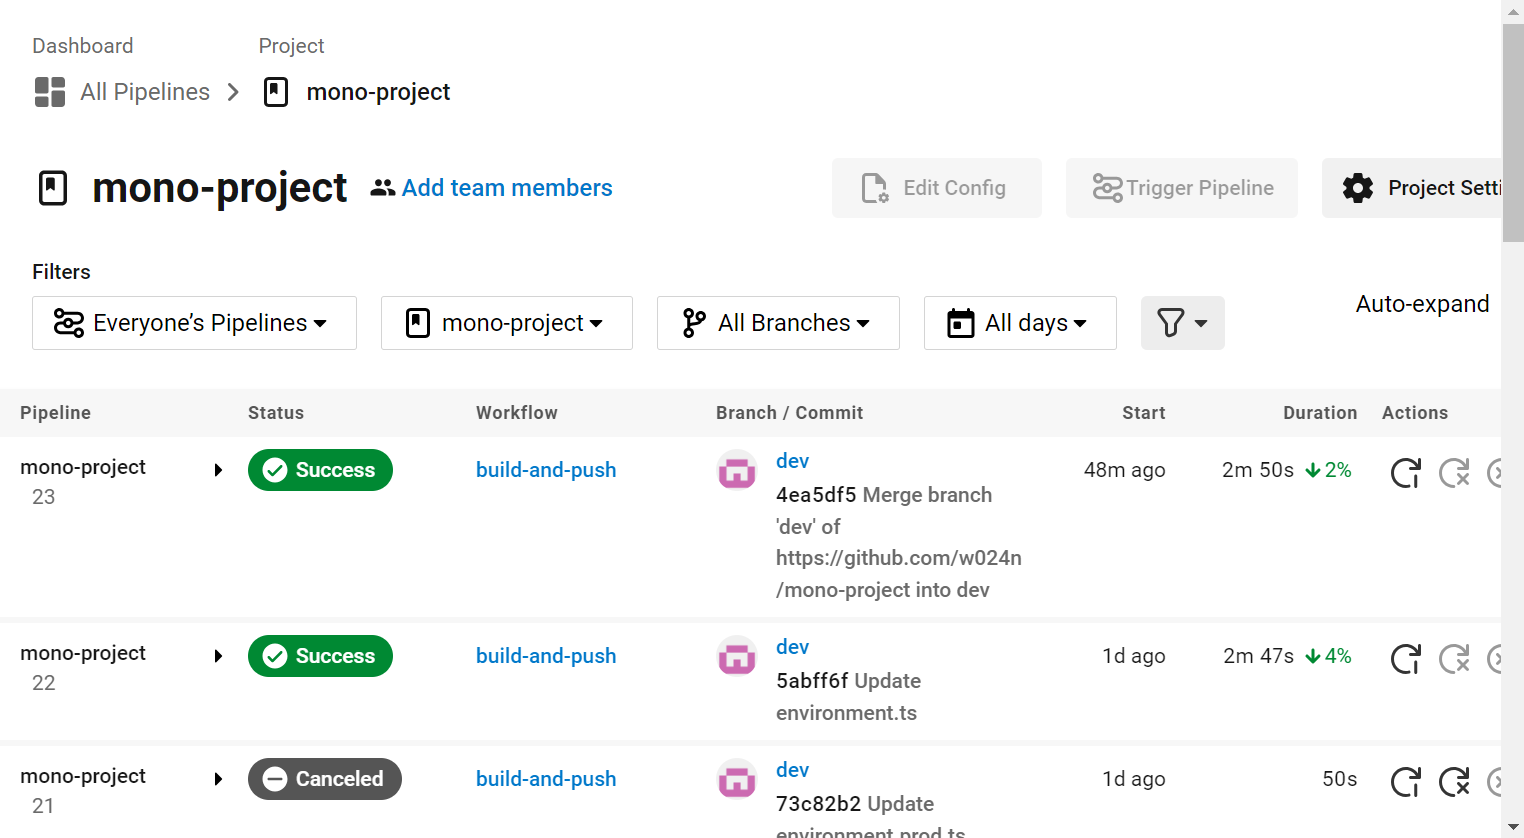 Dashboard Project
All Pipelines mono-project
mono-project Add team members Edit Config Trigger Pipeline Project Setti
Filters
Everyone’s Pipelines mono-project All Branches All days Auto-expand
Pipeline Status Workflow Branch / Commit Start Duration Actions
mono-project Success build-and-push dev 48m ago 2m 50s 2%
23 4ea5df5 Merge branch
'dev' of
https://github.com/w024n
/mono-project into dev
mono-project Success build-and-push dev 1d ago 2m 47s 4%
22 5abff6f Update
environment.ts
mono-project Canceled build-and-push dev 1d ago 50s
21 73c82b2 Update
environment.prod.ts